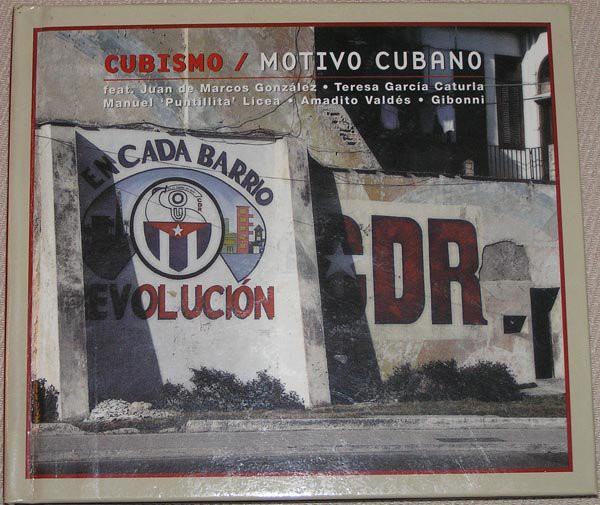 CUBISMO / MOTIVO CUBANO
feat. Juan de Marcos González • Teresa García Caturla
Manuel 'Puntillita' Licea • Amadito Valdés • Gibonni
EN CADA BARRIO
CDR
EVOLUCIÓN
CDR